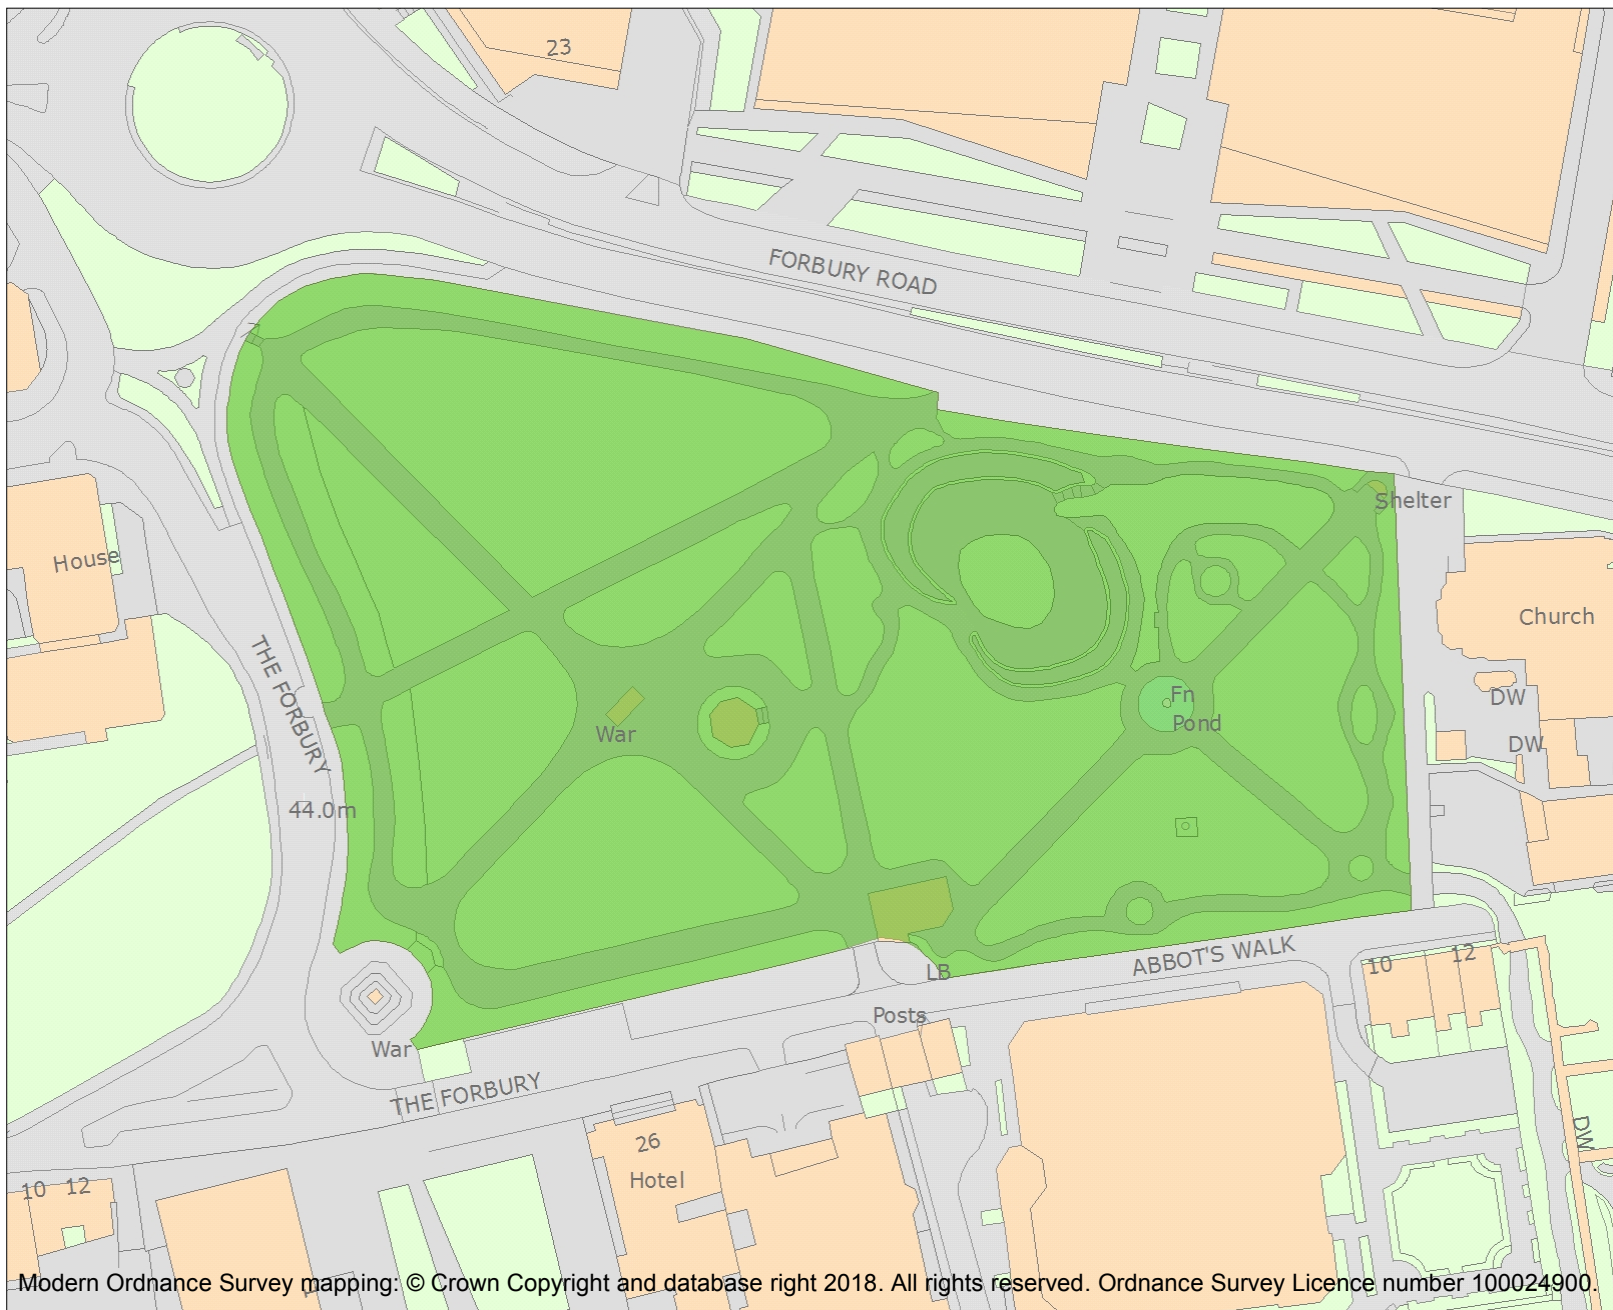 23
FORBURY ROAD
Shelter
House
Church
THE FORBURY
Fn
Pond
DW
War
DW
44.0m
ABBOT'S WALK
10
12
LB
Posts
War
THE FORBURY
DW
26
Hotel
10
12
Modern Ordnance Survey mapping: © Crown Copyright and database right 2018. All rights reserved. Ordnance Survey Licence number 100024900.